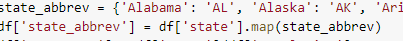 state_abbrev = {'Alabama': 'AL', 'Alaska': 'AK', 'Ari
df['state_abbrev'] = df['state'].map(state_abbrev)